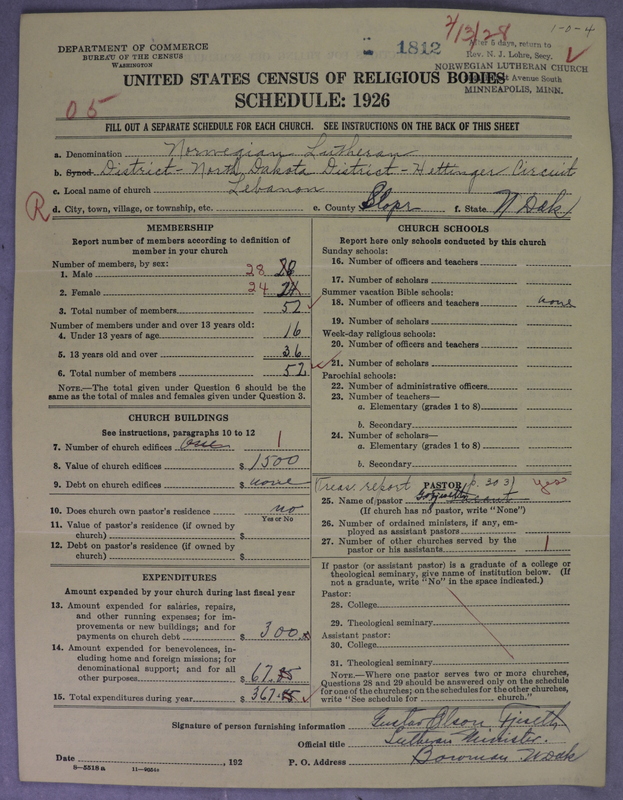 2/13/28
1-0-4
DEPARTMENT OF COMMERCE
BUREAU OF THE CENSUS
WASHINGTON
1812
After 5 days, return to
Rev. N. J. Lohre, Secy.
NORWEGIAN LUTHERAN CHURCH
Avenue South
MINNEAPOLIS, MINN.
UNITED STATES CENSUS OF RELIGIOUS BODIES
SCHEDULE: 1926
05
FILL OUT A SEPARATE SCHEDULE FOR EACH CHURCH. SEE INSTRUCTIONS ON THE BACK OF THIS SHEET
a. Denomination Norwegian Lutheran
b. Synod District - North Dakota District - Hettinger Circuit
c. Local name of church Lebanon
R d. City, town, village, or township, etc. e. County Slope f. State N Dak
MEMBERSHIP
Report number of members according to definition of
member in your church
Number of members, by sex:
1. Male 28 28
2. Female 24 24
3. Total number of members 52
Number of members under and over 13 years old:
4. Under 13 years of age 16
5. 13 years old and over 36
6. Total number of members 52
NOTE.—The total given under Question 6 should be the
same as the total of males and females given under Question 3.
CHURCH BUILDINGS
See instructions, paragraphs 10 to 12
7. Number of church edifices one 1
8. Value of church edifices $ 1500
9. Debt on church edifices $ none
10. Does church own pastor's residence no
Yes or No
11. Value of pastor's residence (if owned by
church) $
12. Debt on pastor's residence (if owned by
church) $
EXPENDITURES
Amount expended by your church during last fiscal year
13. Amount expended for salaries, repairs,
and other running expenses; for im-
provements or new buildings; and for
payments on church debt $ 300.
14. Amount expended for benevolences, in-
cluding home and foreign missions; for
denominational support; and for all
other purposes $ 67.85
15. Total expenditures during year $ 367.85
CHURCH SCHOOLS
Report here only schools conducted by this church
Sunday schools:
16. Number of officers and teachers
17. Number of scholars
Summer vacation Bible schools:
18. Number of officers and teachers none
19. Number of scholars
Week-day religious schools:
20. Number of officers and teachers
21. Number of scholars
Parochial schools:
22. Number of administrative officers
23. Number of teachers—
a. Elementary (grades 1 to 8)
b. Secondary
24. Number of scholars—
a. Elementary (grades 1 to 8)
b. Secondary
(Treas report PASTOR p. 303) yes
25. Name of pastor
(If church has no pastor, write "None")
26. Number of ordained ministers, if any, em-
ployed as assistant pastors
27. Number of other churches served by the
pastor or his assistants 1
If pastor (or assistant pastor) is a graduate of a college or
theological seminary, give name of institution below. (If
not a graduate, write "No" in the space indicated.)
Pastor:
28. College
29. Theological seminary
Assistant pastor:
30. College
31. Theological seminary
NOTE.—Where one pastor serves two or more churches,
Questions 28 and 29 should be answered only on the schedule
for one of the churches; on the schedules for the other churches,
write "See schedule for church."
Signature of person furnishing information Gustav Olson Fjeseth
Official title Lutheran Minister.
Date , 192 P. O. Address Bowman N Dak
8—5518a 11—9054a